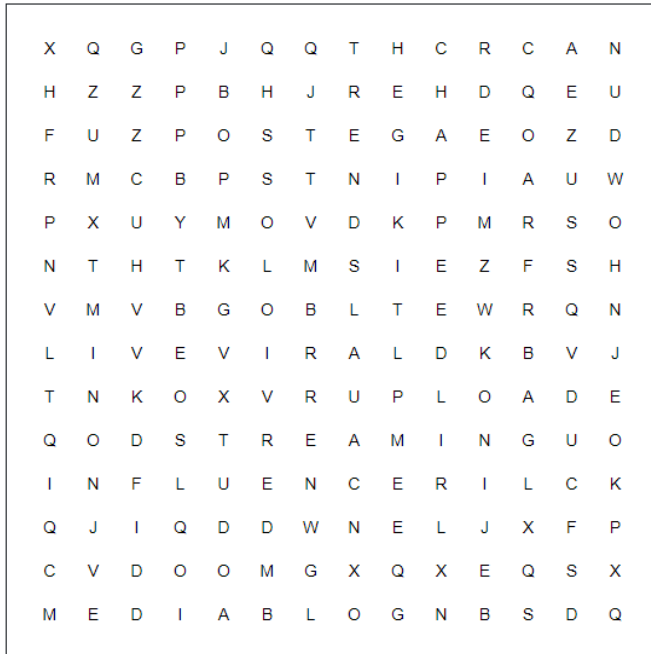 X Q G P J Q Q T H C R C A N
H Z Z P B H J R E H D Q E U
F U Z P O S T E G A E O Z D
R M C B P S T N I P I A U W
P X U Y M O V D K P M R S O
N T H T K L M S I E Z F S H
V M V B G O B L T E W R Q N
L I V E V I R A L D K B V J
T N K O X V R U P L O A D E
Q O D S T R E A M I N G U O
I N F L U E N C E R I L C K
Q J I Q D D W N E L J X F P
C V D O O M G X Q X E Q S X
M E D I A B L O G N B S D Q